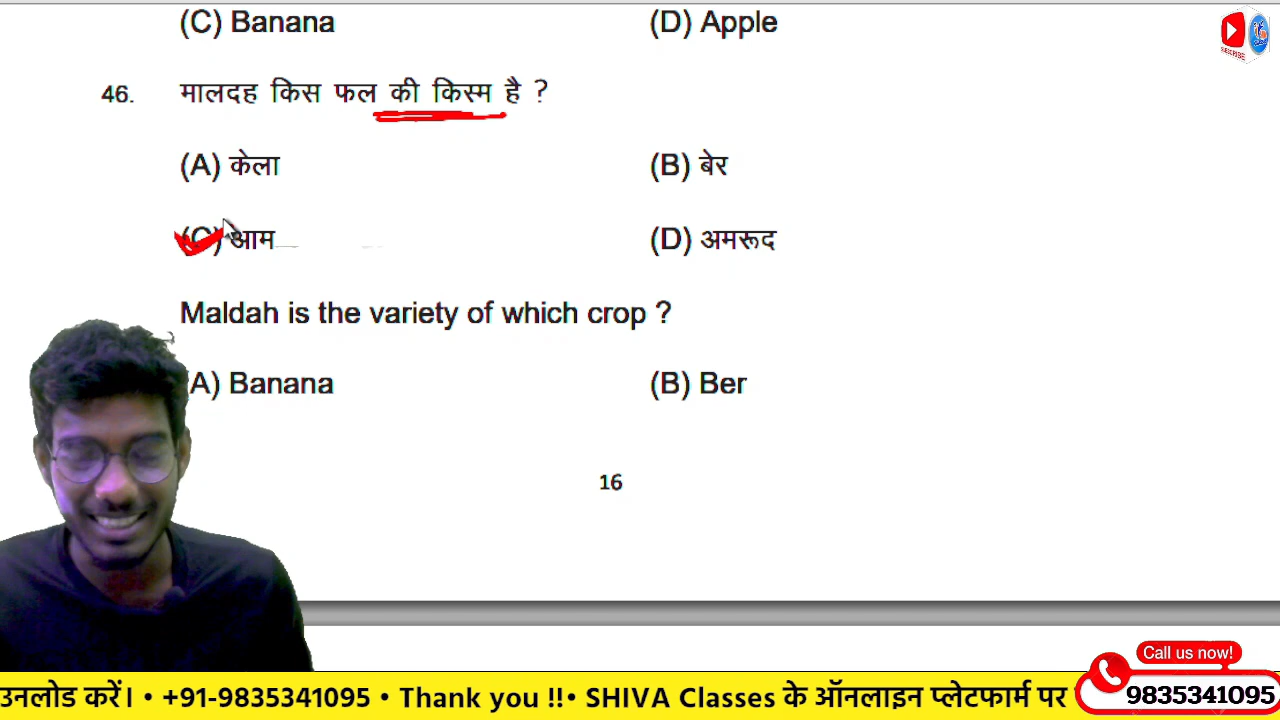 (C) Banana (D) Apple
46. मालदह किस फल की किस्म है ?
(A) केला (B) बेर
(C) आम (D) अमरूद
Maldah is the variety of which crop ?
A) Banana (B) Ber
16
Call us now!
उनलोड करें। • +91-9835341095 • Thank you !!• SHIVA Classes के ऑनलाइन प्लेटफार्म पर
9835341095